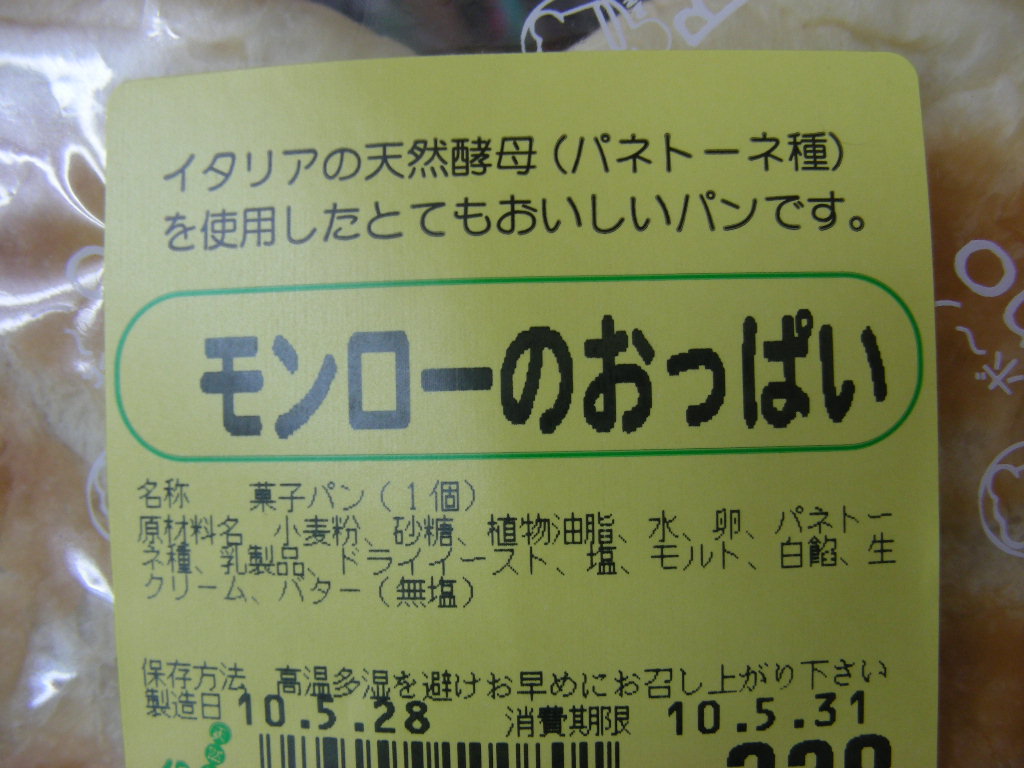 イタリアの天然酵母(パネトーネ種)
を使用したとてもおいしいパンです。
モンローのおっぱい
名称 菓子パン(1個)
原材料名 小麦粉、砂糖、植物油脂、水、卵、パネトー
ネ種、乳製品、ドライイースト、塩、モルト、白餡、生
クリーム、バター(無塩)
保存方法 高温多湿を避けお早めにお召し上がり下さい
製造日 10.5.28 消費期限 10.5.31